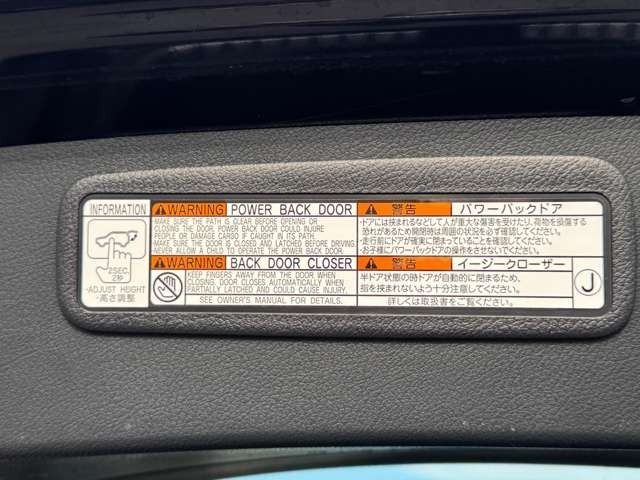 INFORMATION
2SEC.
2秒
・ADJUST HEIGHT
・高さ調整
WARNING POWER BACK DOOR
MAKE SURE THE PATH IS CLEAR BEFORE OPENING OR
CLOSING THE DOOR. POWER BACK DOOR COULD INJURE
PEOPLE OR DAMAGE CARGO IF CAUGHT IN ITS PATH.
MAKE SURE THE DOOR IS CLOSED AND LATCHED BEFORE DRIVING.
NEVER ALLOW A CHILD TO OPERATE THE POWER BACK DOOR.
WARNING BACK DOOR CLOSER
KEEP FINGERS AWAY FROM THE DOOR WHEN
CLOSING. DOOR CLOSES AUTOMATICALLY WHEN
PARTIALLY LATCHED AND COULD CAUSE INJURY.
SEE OWNER'S MANUAL FOR DETAILS.
警告 パワーバックドア
・ドアには挟まれるなどして人が重大な傷害を受けたり、荷物を損傷する
恐れがあるため開閉時は周囲の状況を必ず確認してください。
・走行前にドアが確実に閉まっていることを確認してください。
・お子様にパワーバックドアの操作をさせないでください。
警告 イージークローザー
半ドア状態の時ドアが自動的に閉まるため、
指を挟まれないよう十分注意してください。
詳しくは取扱書をご覧ください。
J